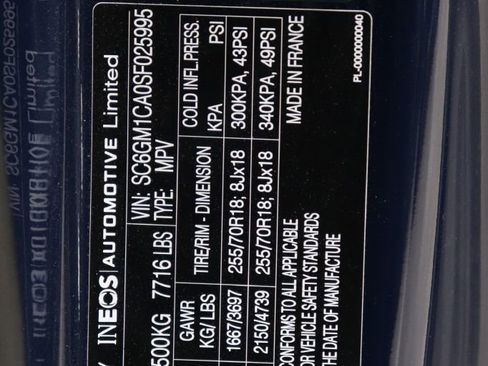 INEOS AUTOMOTIVE Limited
500KG 7716 LBS
VIN: SC6GM1CA0SF025995
TYPE: MPV
GAWR TIRE/RIM - DIMENSION COLD INFL.PRESS.
KG/LBS KPA PSI
1667/3697 255/70R18; 8Jx18 300KPA, 43PSI
2150/4739 255/70R18; 8Jx18 340KPA, 49PSI
CONFORMS TO ALL APPLICABLE MADE IN FRANCE
OR VEHICLE SAFETY STANDARDS
THE DATE OF MANUFACTURE
PL-0000000040